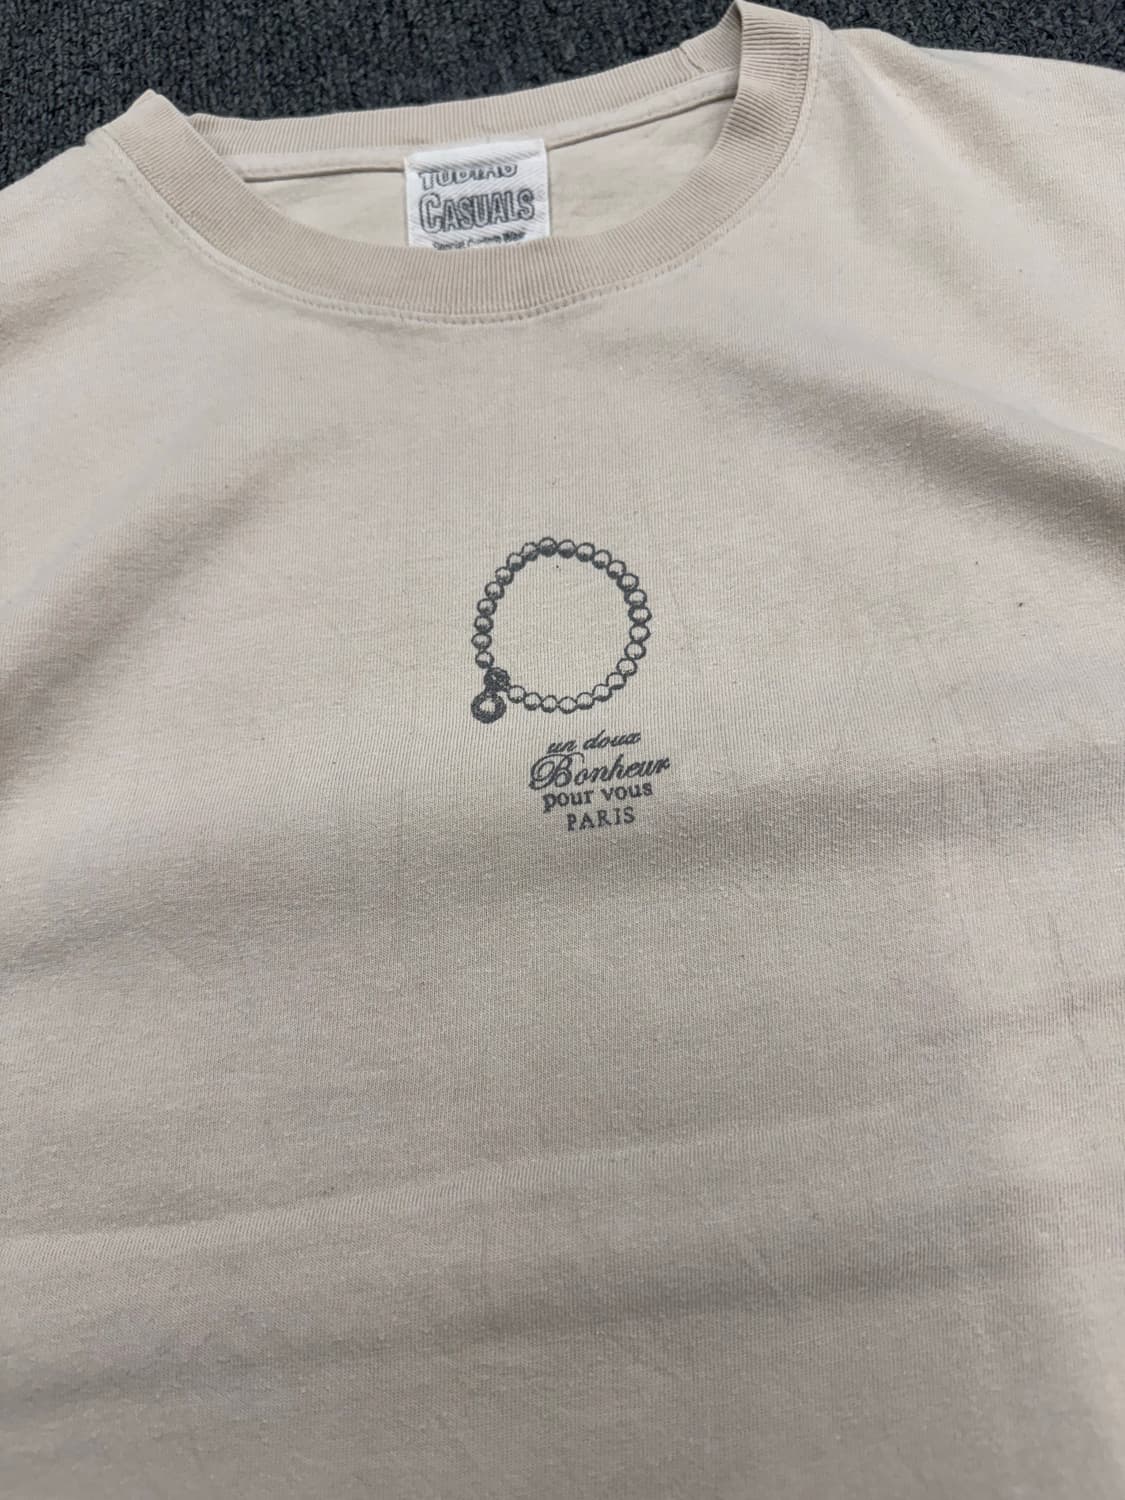 CASUALS
un doux
Bonheur
pour vous
PARIS